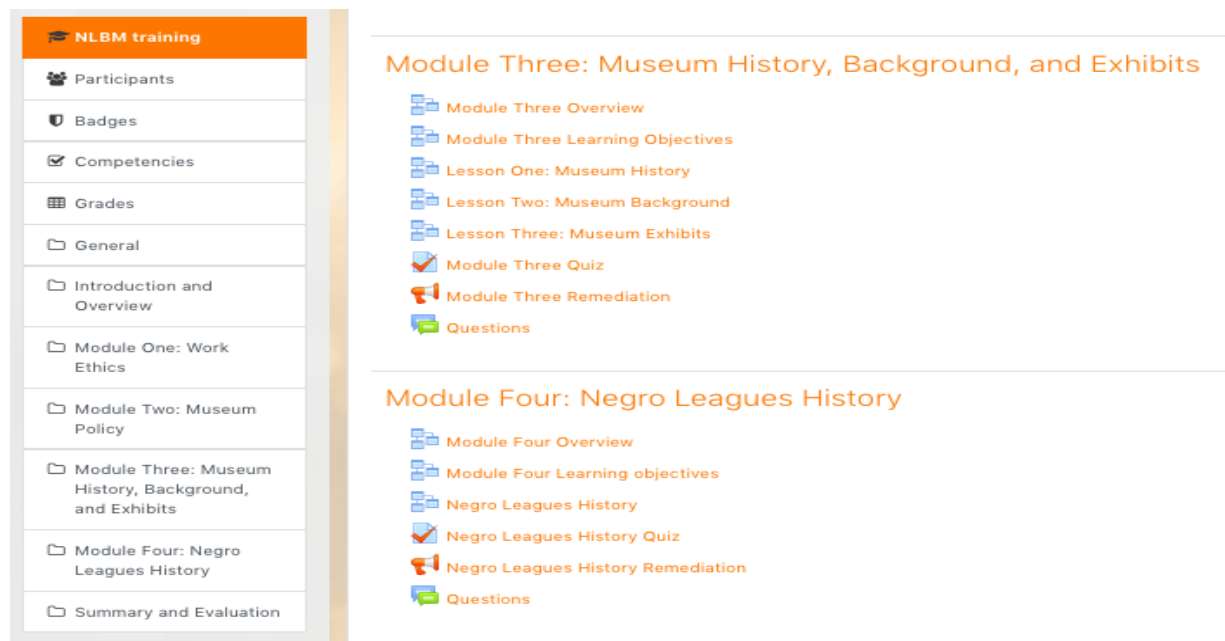 NLBM training
Participants
Badges
Competencies
Grades
General
Introduction and
Overview
Module One: Work
Ethics
Module Two: Museum
Policy
Module Three: Museum
History, Background,
and Exhibits
Module Four: Negro
Leagues History
Summary and Evaluation
Module Three: Museum History, Background, and Exhibits
Module Three Overview
Module Three Learning Objectives
Lesson One: Museum History
Lesson Two: Museum Background
Lesson Three: Museum Exhibits
Module Three Quiz
Module Three Remediation
Questions
Module Four: Negro Leagues History
Module Four Overview
Module Four Learning objectives
Negro Leagues History
Negro Leagues History Quiz
Negro Leagues History Remediation
Questions